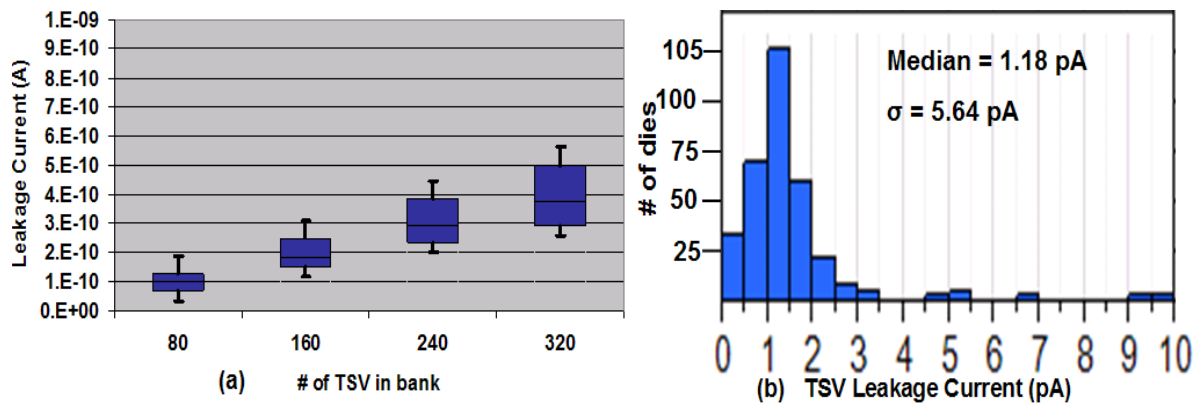 Leakage Current (A)
1.E-09
9.E-10
8.E-10
7.E-10
6.E-10
5.E-10
4.E-10
3.E-10
2.E-10
1.E-10
0.E+00
80 160 240 320
(a) # of TSV in bank
# of dies
105
100
75
50
25
Median = 1.18 pA
σ = 5.64 pA
0 1 2 3 4 5 6 7 8 9 10
(b) TSV Leakage Current (pA)